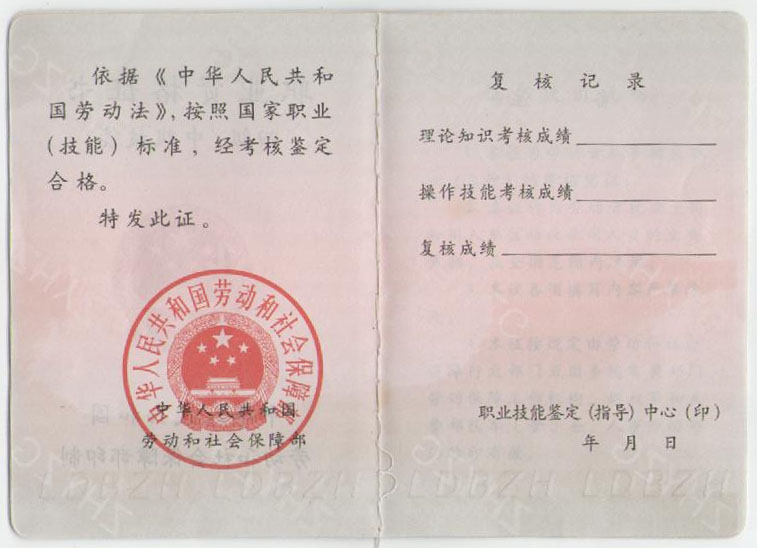 依据《中华人民共和
国劳动法》,按照国家职业
(技能)标准,经考核鉴定
合格。
特发此证。
中华人民共和国劳动和社会保障部
中华人民共和国
劳动和社会保障部
复核记录
理论知识考核成绩
操作技能考核成绩
复核成绩
职业技能鉴定(指导)中心(印)
年 月 日
LDBZH LDBZH LDBZH LDBZH